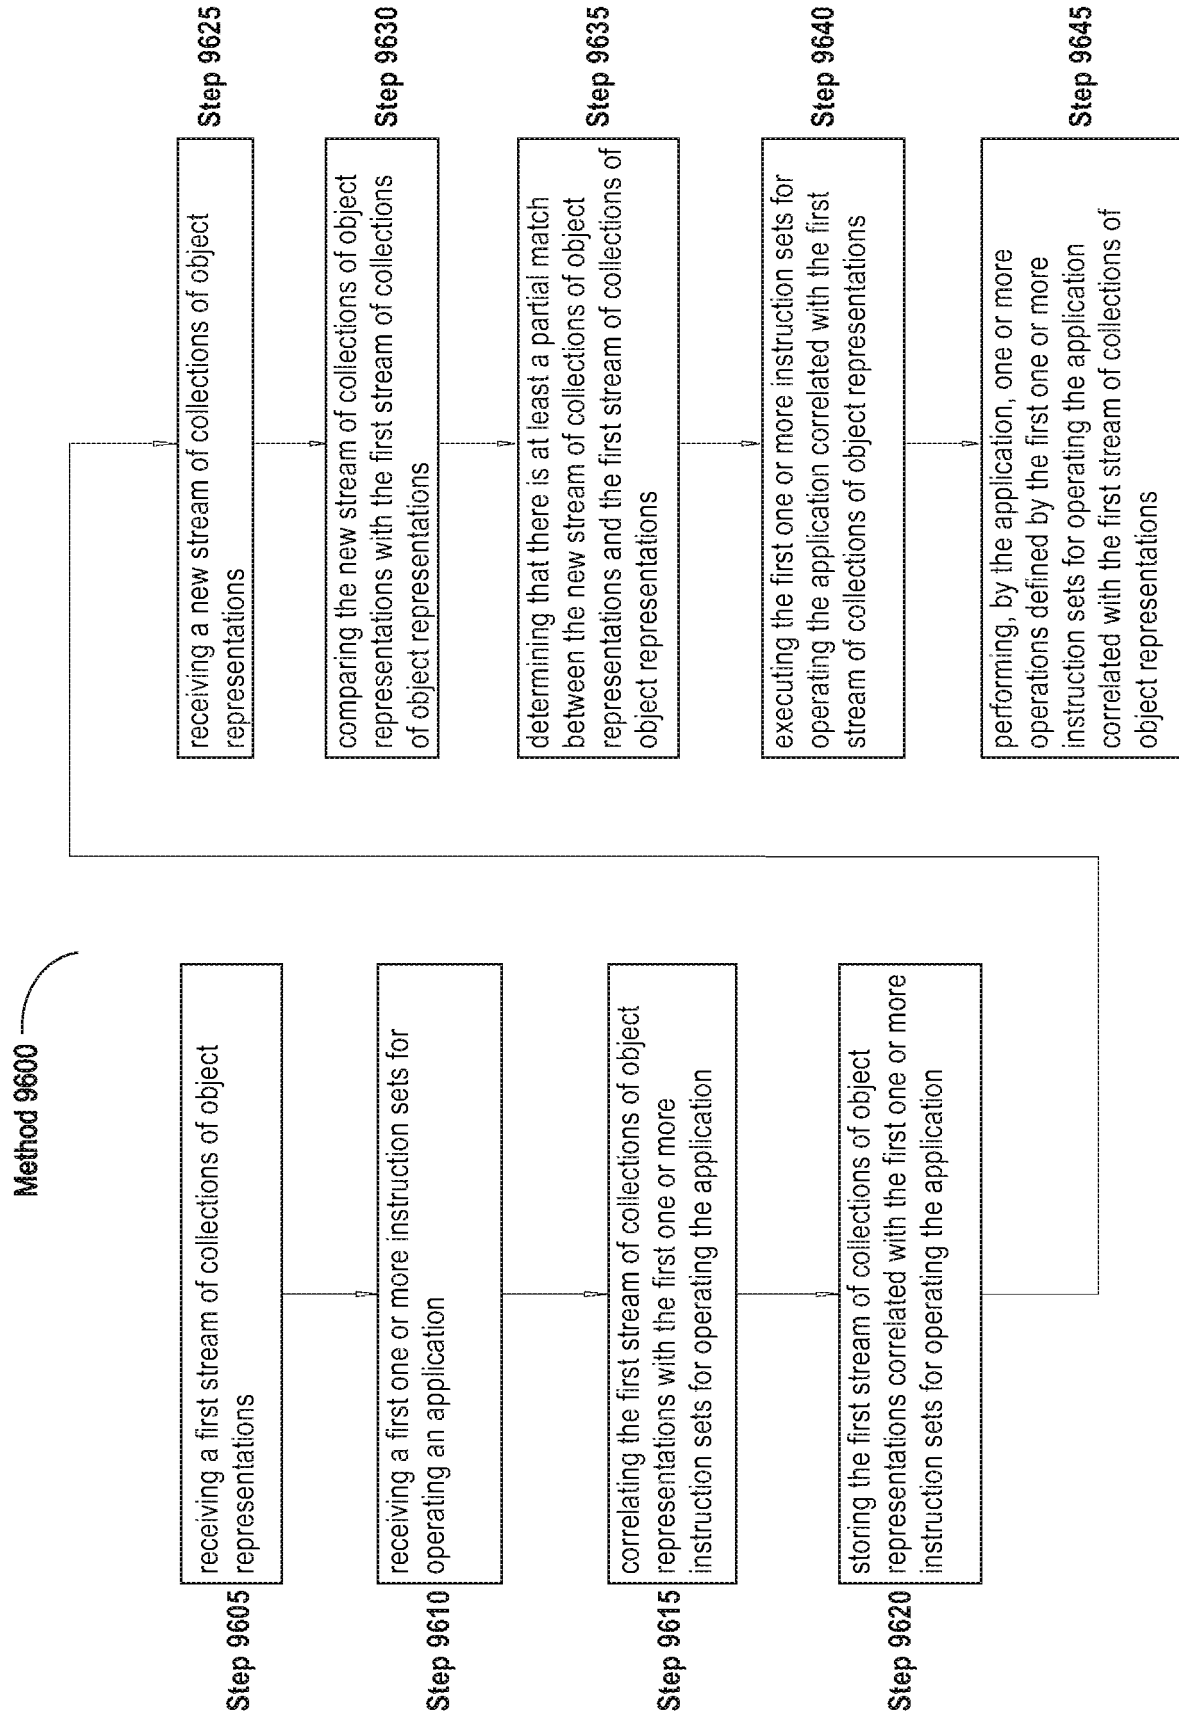 Method 9600
Step 9605
receiving a first stream of collections of object
representations
Step 9610
receiving a first one or more instruction sets for
operating an application
Step 9615
correlating the first stream of collections of object
representations with the first one or more
instruction sets for operating the application
Step 9620
storing the first stream of collections of object
representations correlated with the first one or more
instruction sets for operating the application
Step 9625
receiving a new stream of collections of object
representations
Step 9630
comparing the new stream of collections of object
representations with the first stream of collections
of object representations
Step 9635
determining that there is at least a partial match
between the new stream of collections of object
representations and the first stream of collections of
object representations
Step 9640
executing the first one or more instruction sets for
operating the application correlated with the first
stream of collections of object representations
Step 9645
performing, by the application, one or more
operations defined by the first one or more
instruction sets for operating the application
correlated with the first stream of collections of
object representations